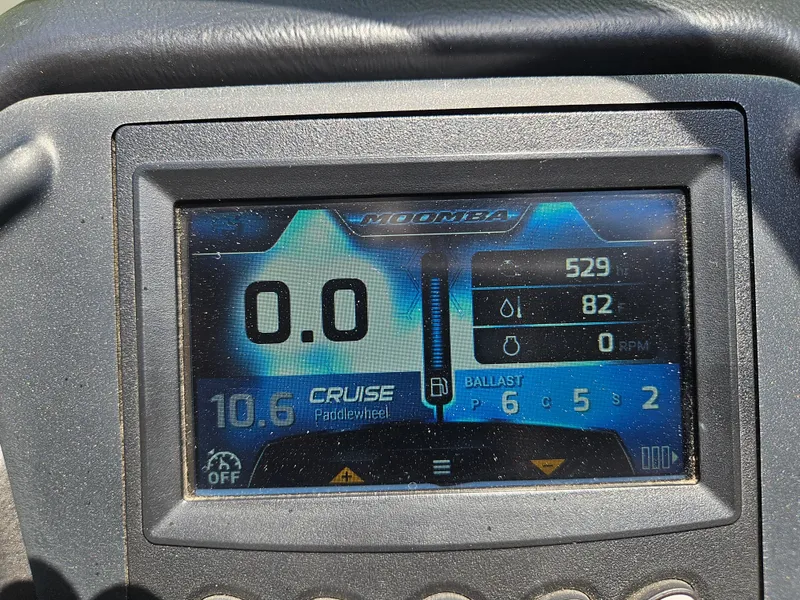 MOOMBA
0.0
529
82 F
0 RPM
10.6 CRUISE
Paddlewheel
BALLAST
P 6 C 5 S 2
OFF